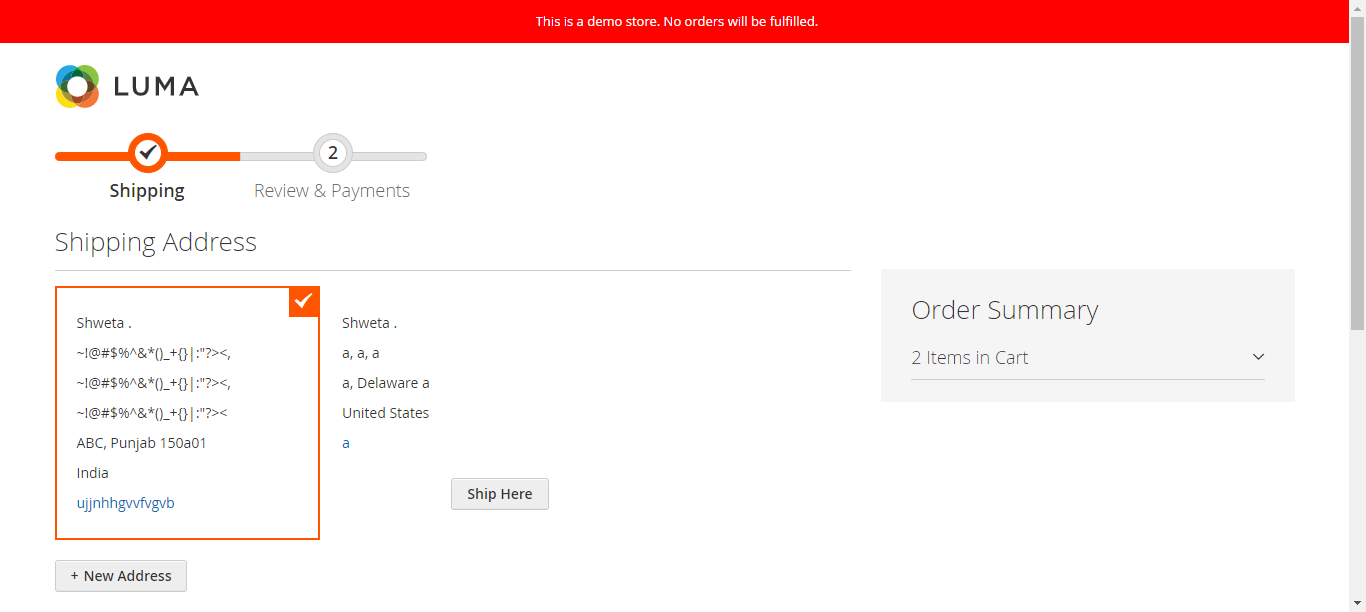 This is a demo store. No orders will be fulfilled.
LUMA
2
Shipping
Review & Payments
Shipping Address
Shweta .
~!@#$%^&*()_+{}|:"?><,
~!@#$%^&*()_+{}|:"?><,
~!@#$%^&*()_+{}|:"?><
ABC, Punjab 150a01
India
ujjnhhgvvfvgvb
Shweta .
a, a, a
a, Delaware a
United States
a
Ship Here
+ New Address
Order Summary
2 Items in Cart